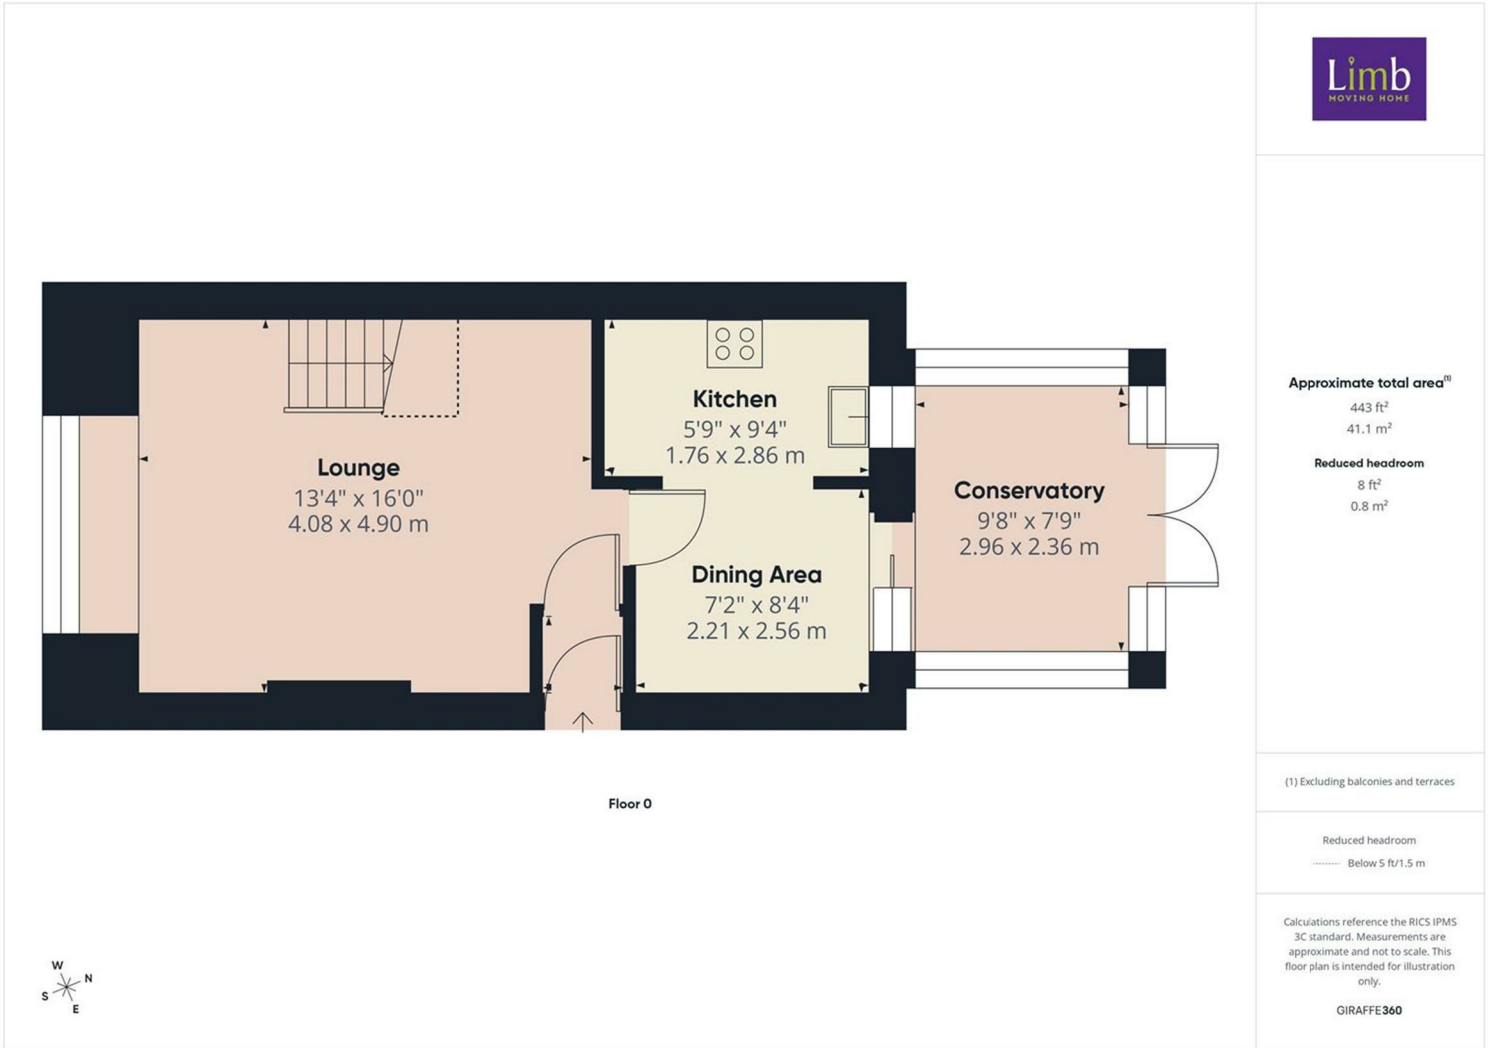 Limb
MOVING HOME
Approximate total area(1)
443 ft²
41.1 m²
Reduced headroom
8 ft²
0.8 m²
Kitchen
5'9" x 9'4"
1.76 x 2.86 m
Lounge
13'4" x 16'0"
4.08 x 4.90 m
Conservatory
9'8" x 7'9"
2.96 x 2.36 m
Dining Area
7'2" x 8'4"
2.21 x 2.56 m
Floor 0
(1) Excluding balconies and terraces
Reduced headroom
Below 5 ft/1.5 m
Calculations reference the RICS IPMS
3C standard. Measurements are
approximate and not to scale. This
floor plan is intended for illustration
only.
GIRAFFE360
W
N
S
E